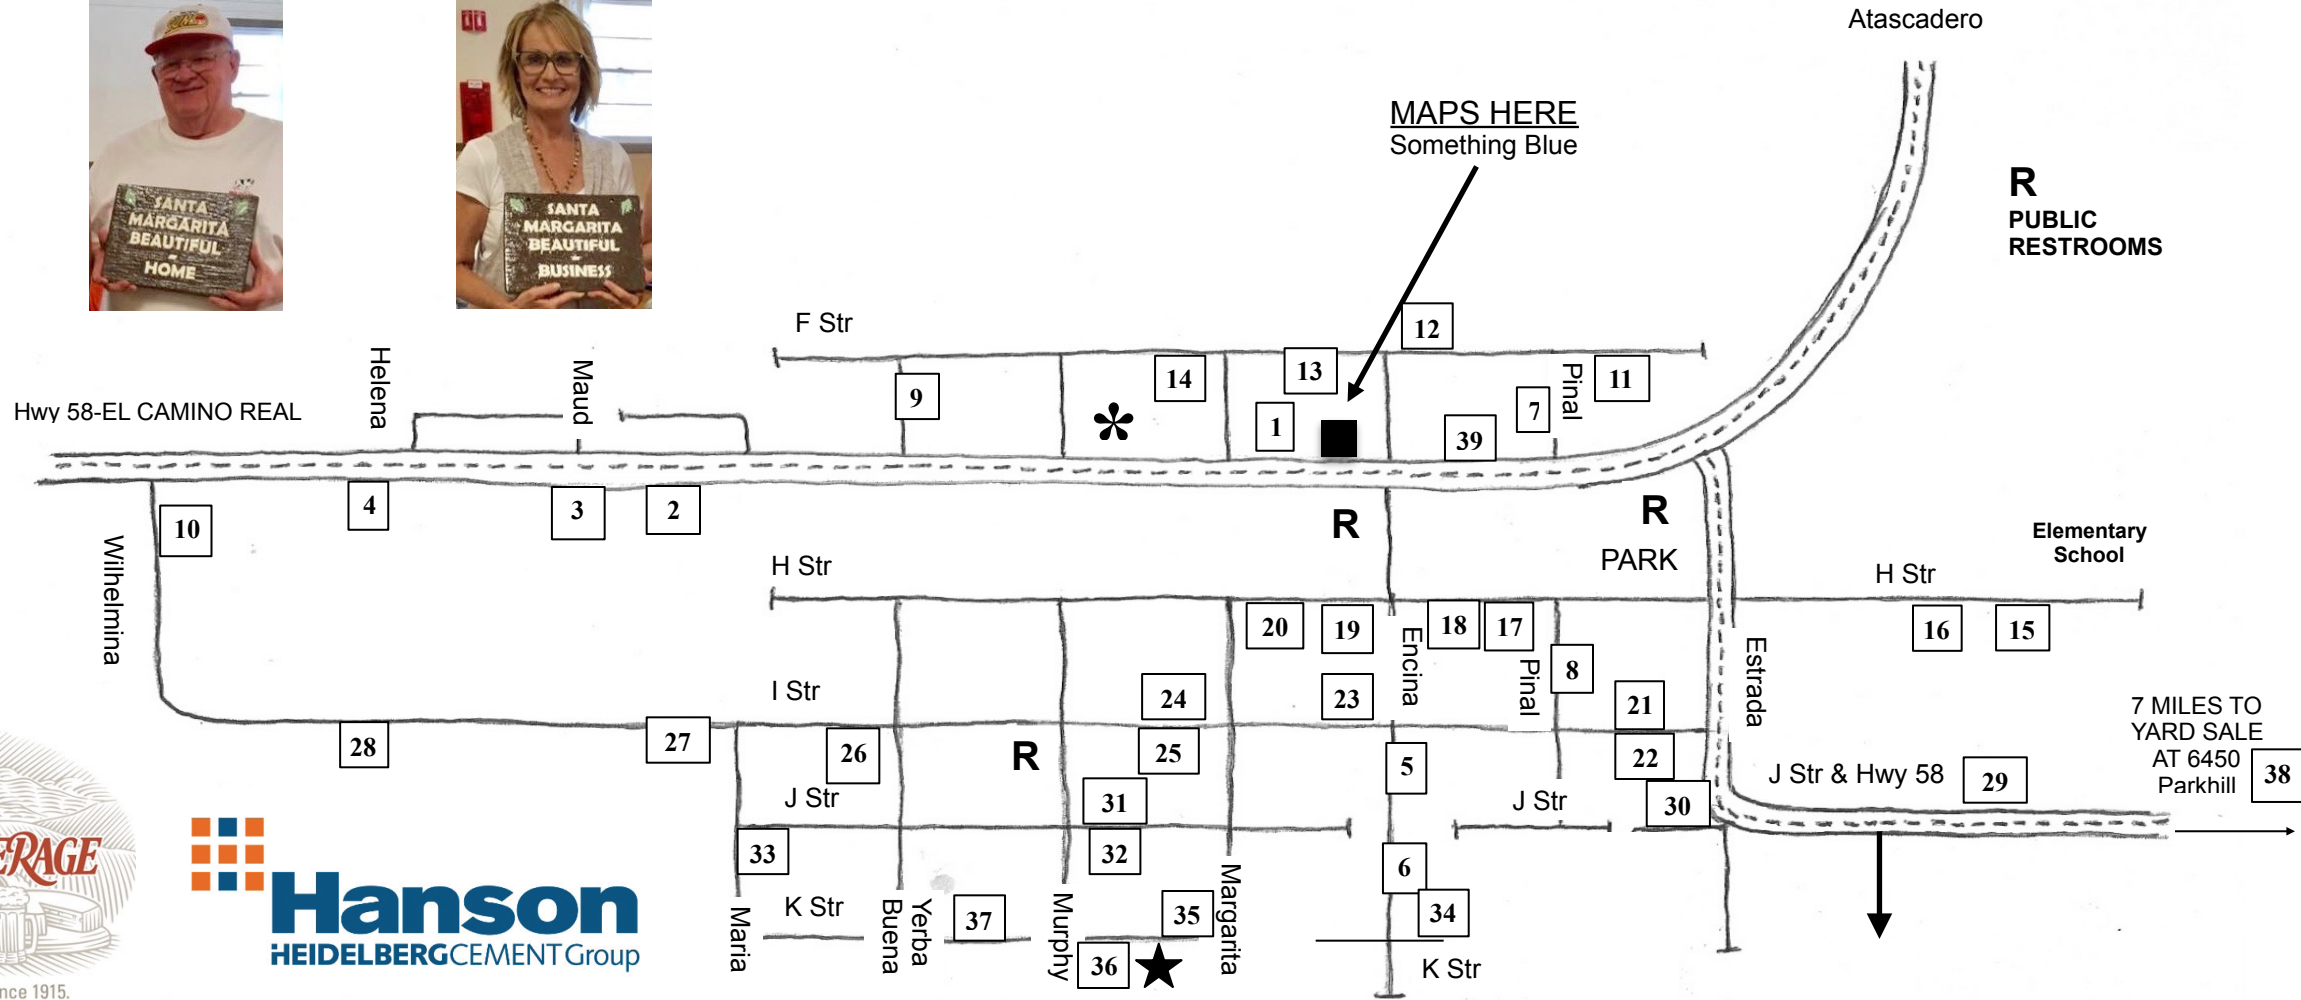 Atascadero
SANTA
MARGARITA
BEAUTIFUL
-
HOME
SANTA
MARGARITA
BEAUTIFUL
-
BUSINESS
MAPS HERE
Something Blue
R
PUBLIC
RESTROOMS
F Str
12
Helena
Maud
9
14
13
Pinal
11
Hwy 58-EL CAMINO REAL
*
1
7
39
10
4
3
2
R
R
PARK
Elementary
School
Wilhelmina
H Str
H Str
20
19
Encina
18
17
Pinal
8
Estrada
16
15
I Str
24
23
21
28
27
26
R
25
5
22
7 MILES TO
YARD SALE
AT 6450
Parkhill
38
J Str & Hwy 58
29
J Str
31
J Str
30
33
32
6
Maria
K Str
Yerba
Buena
37
Murphy
35
Margarita
34
36
K Str
Hanson
HEIDELBERGCEMENT Group
nce 1915.